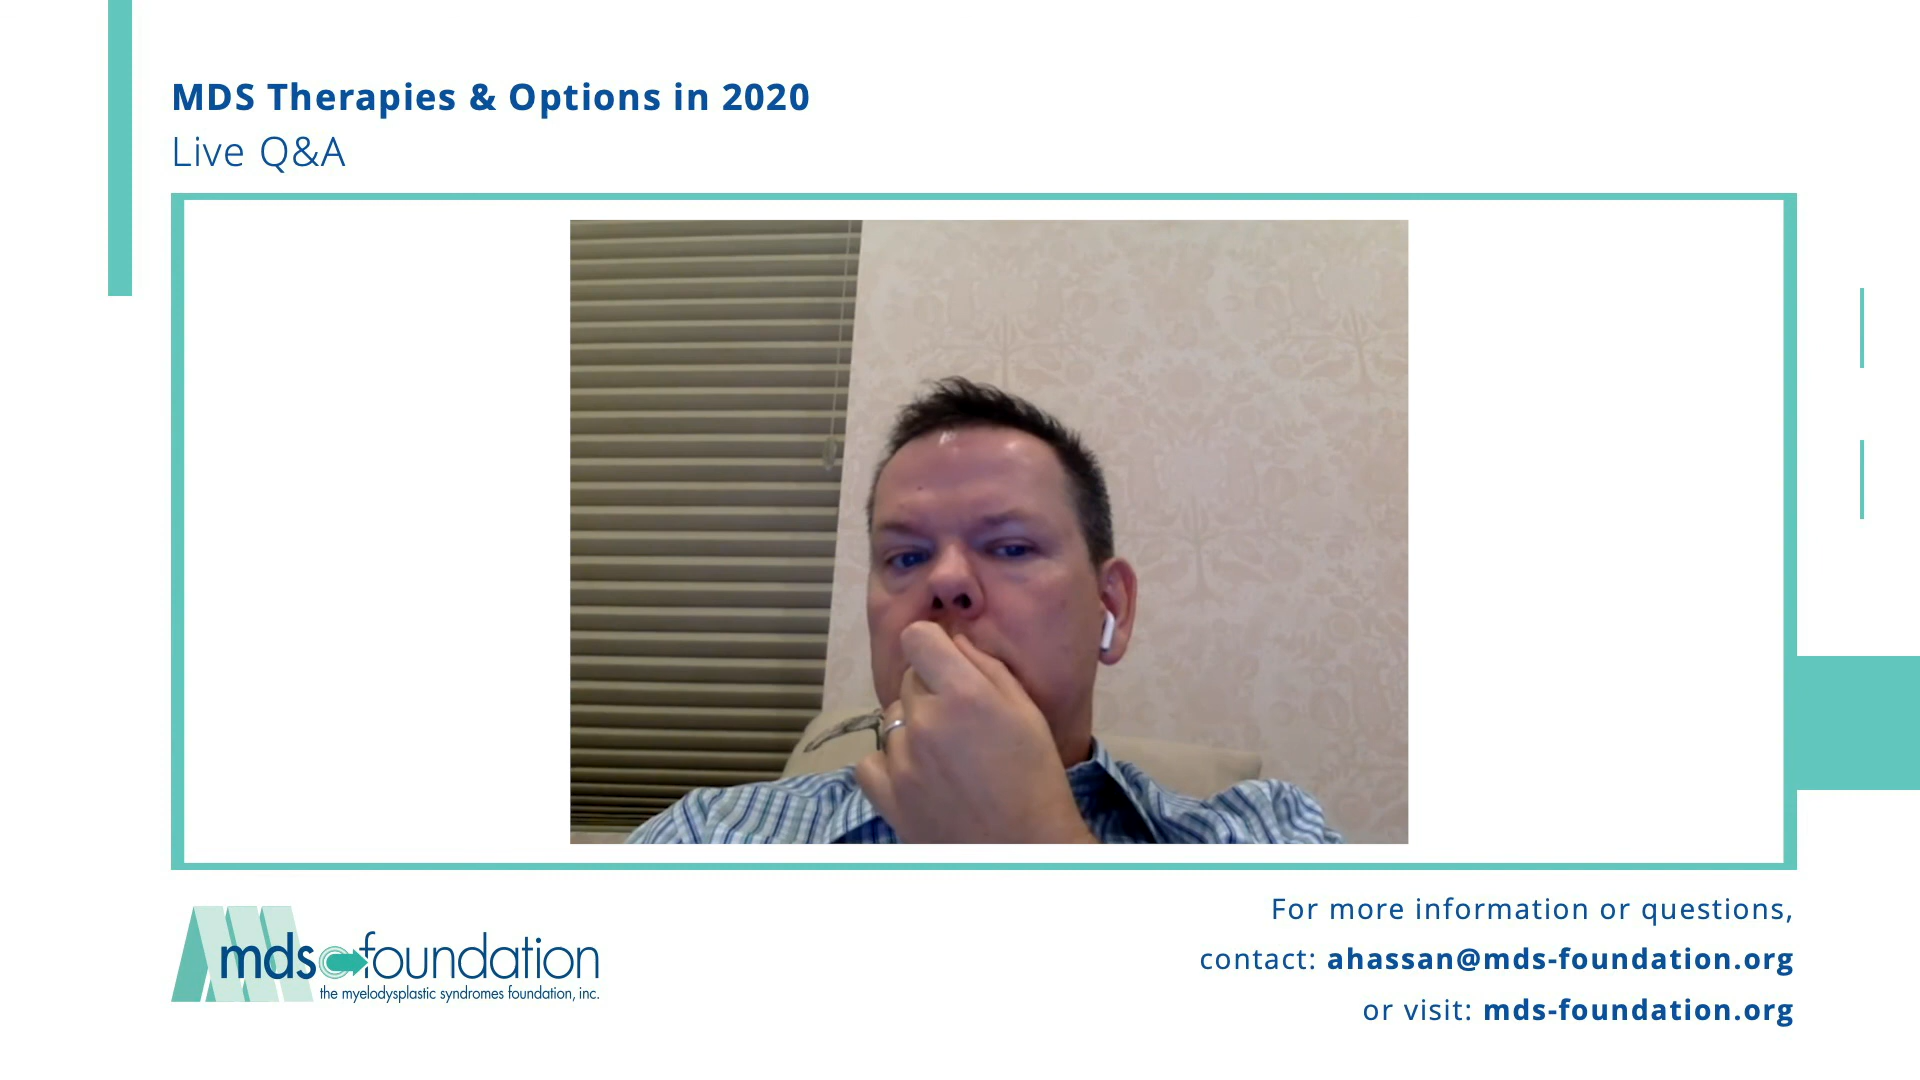 MDS Therapies & Options in 2020
Live Q&A
mds foundation
the myelodysplastic syndromes foundation, inc.
For more information or questions,
contact: ahassan@mds-foundation.org
or visit: mds-foundation.org